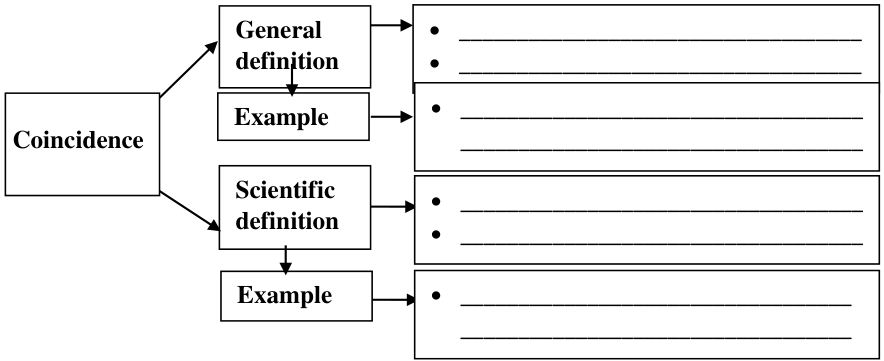 General
definition
Example
Coincidence
Scientific
definition
Example